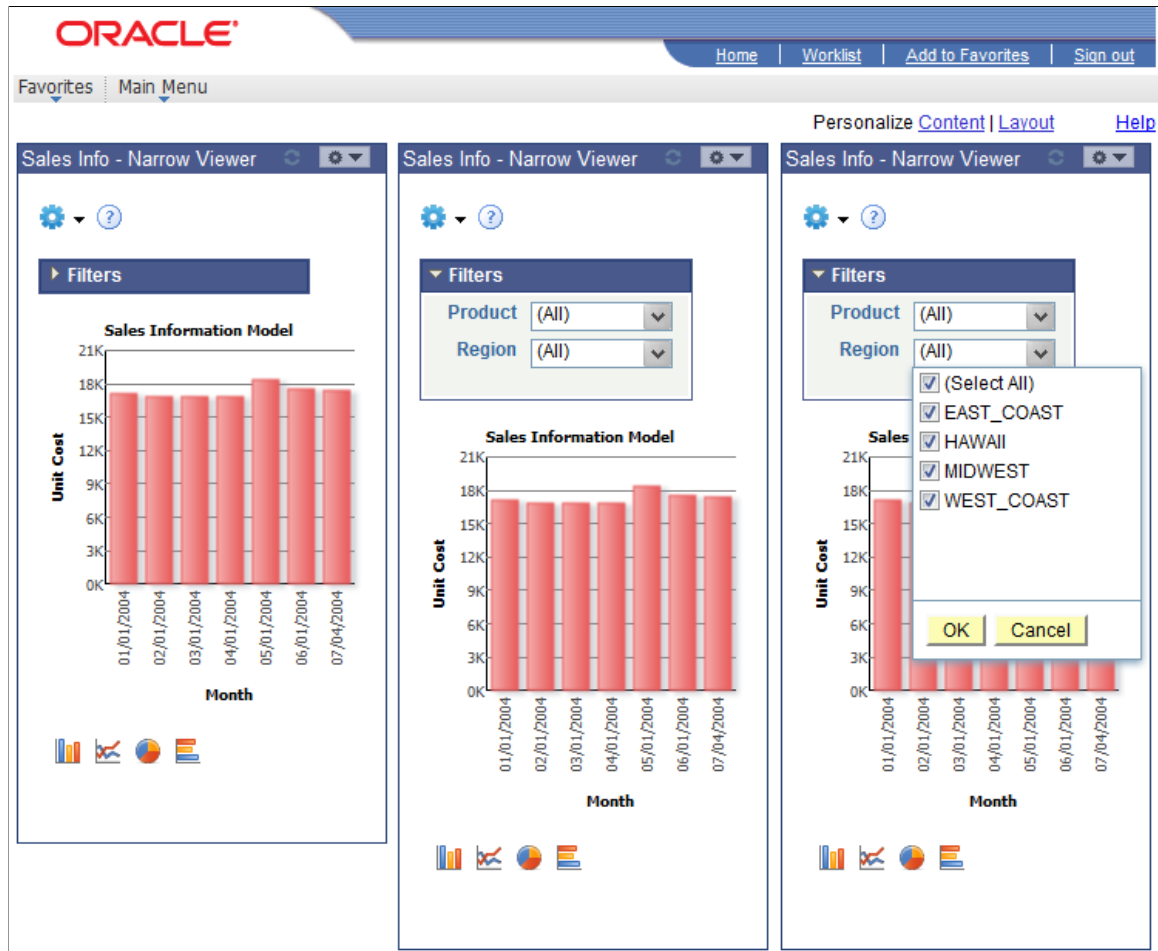 ORACLE
Home | Worklist | Add to Favorites | Sign out
Favorites Main Menu
Personalize Content | Layout Help
Sales Info - Narrow Viewer
?
Filters
Sales Information Model
21K
18K
15K
12K
9K
6K
3K
0K
Unit Cost
01/01/2004
02/01/2004
03/01/2004
04/01/2004
05/01/2004
06/01/2004
07/04/2004
Month
Sales Info - Narrow Viewer
?
Filters
Product (All)
Region (All)
Sales Information Model
21K
18K
15K
12K
9K
6K
3K
0K
Unit Cost
01/01/2004
02/01/2004
03/01/2004
04/01/2004
05/01/2004
06/01/2004
07/04/2004
Month
Sales Info - Narrow Viewer
?
Filters
Product (All)
Region (All)
(Select All)
EAST_COAST
HAWAII
MIDWEST
WEST_COAST
OK Cancel
Sales
21K
18K
15K
12K
9K
6K
3K
0K
Unit Cost
01/01/2004
02/01/2004
03/01/2004
04/01/2004
05/01/2004
06/01/2004
07/04/2004
Month